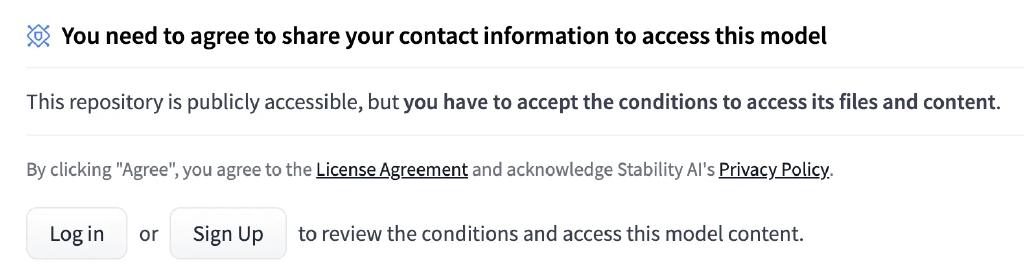 You need to agree to share your contact information to access this model
This repository is publicly accessible, but you have to accept the conditions to access its files and content.
By clicking "Agree", you agree to the License Agreement and acknowledge Stability AI's Privacy Policy.
Log in or Sign Up to review the conditions and access this model content.